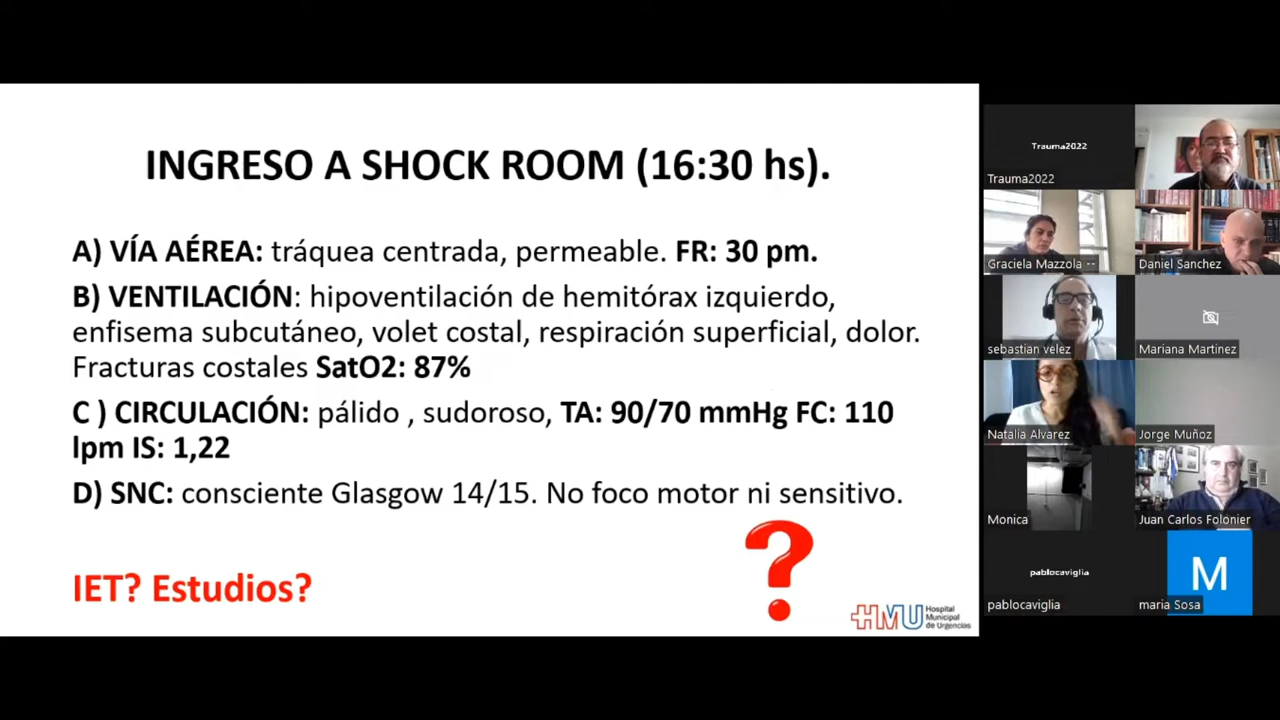 INGRESO A SHOCK ROOM (16:30 hs).
A) VÍA AÉREA: tráquea centrada, permeable. FR: 30 pm.
B) VENTILACIÓN: hipoventilación de hemitórax izquierdo,
enfisema subcutáneo, volet costal, respiración superficial, dolor.
Fracturas costales SatO2: 87%
C ) CIRCULACIÓN: pálido , sudoroso, TA: 90/70 mmHg FC: 110
lpm IS: 1,22
D) SNC: consciente Glasgow 14/15. No foco motor ni sensitivo.
?
IET? Estudios?
HMU
Hospital
Municipal
de Urgencias
Trauma2022
Trauma2022
Graciela Mazzola --
Daniel Sanchez
sebastian velez
Mariana Martinez
Natalia Alvarez
Jorge Muñoz
Monica
Juan Carlos Folonier
pablocaviglia
pablocaviglia
M
maria Sosa